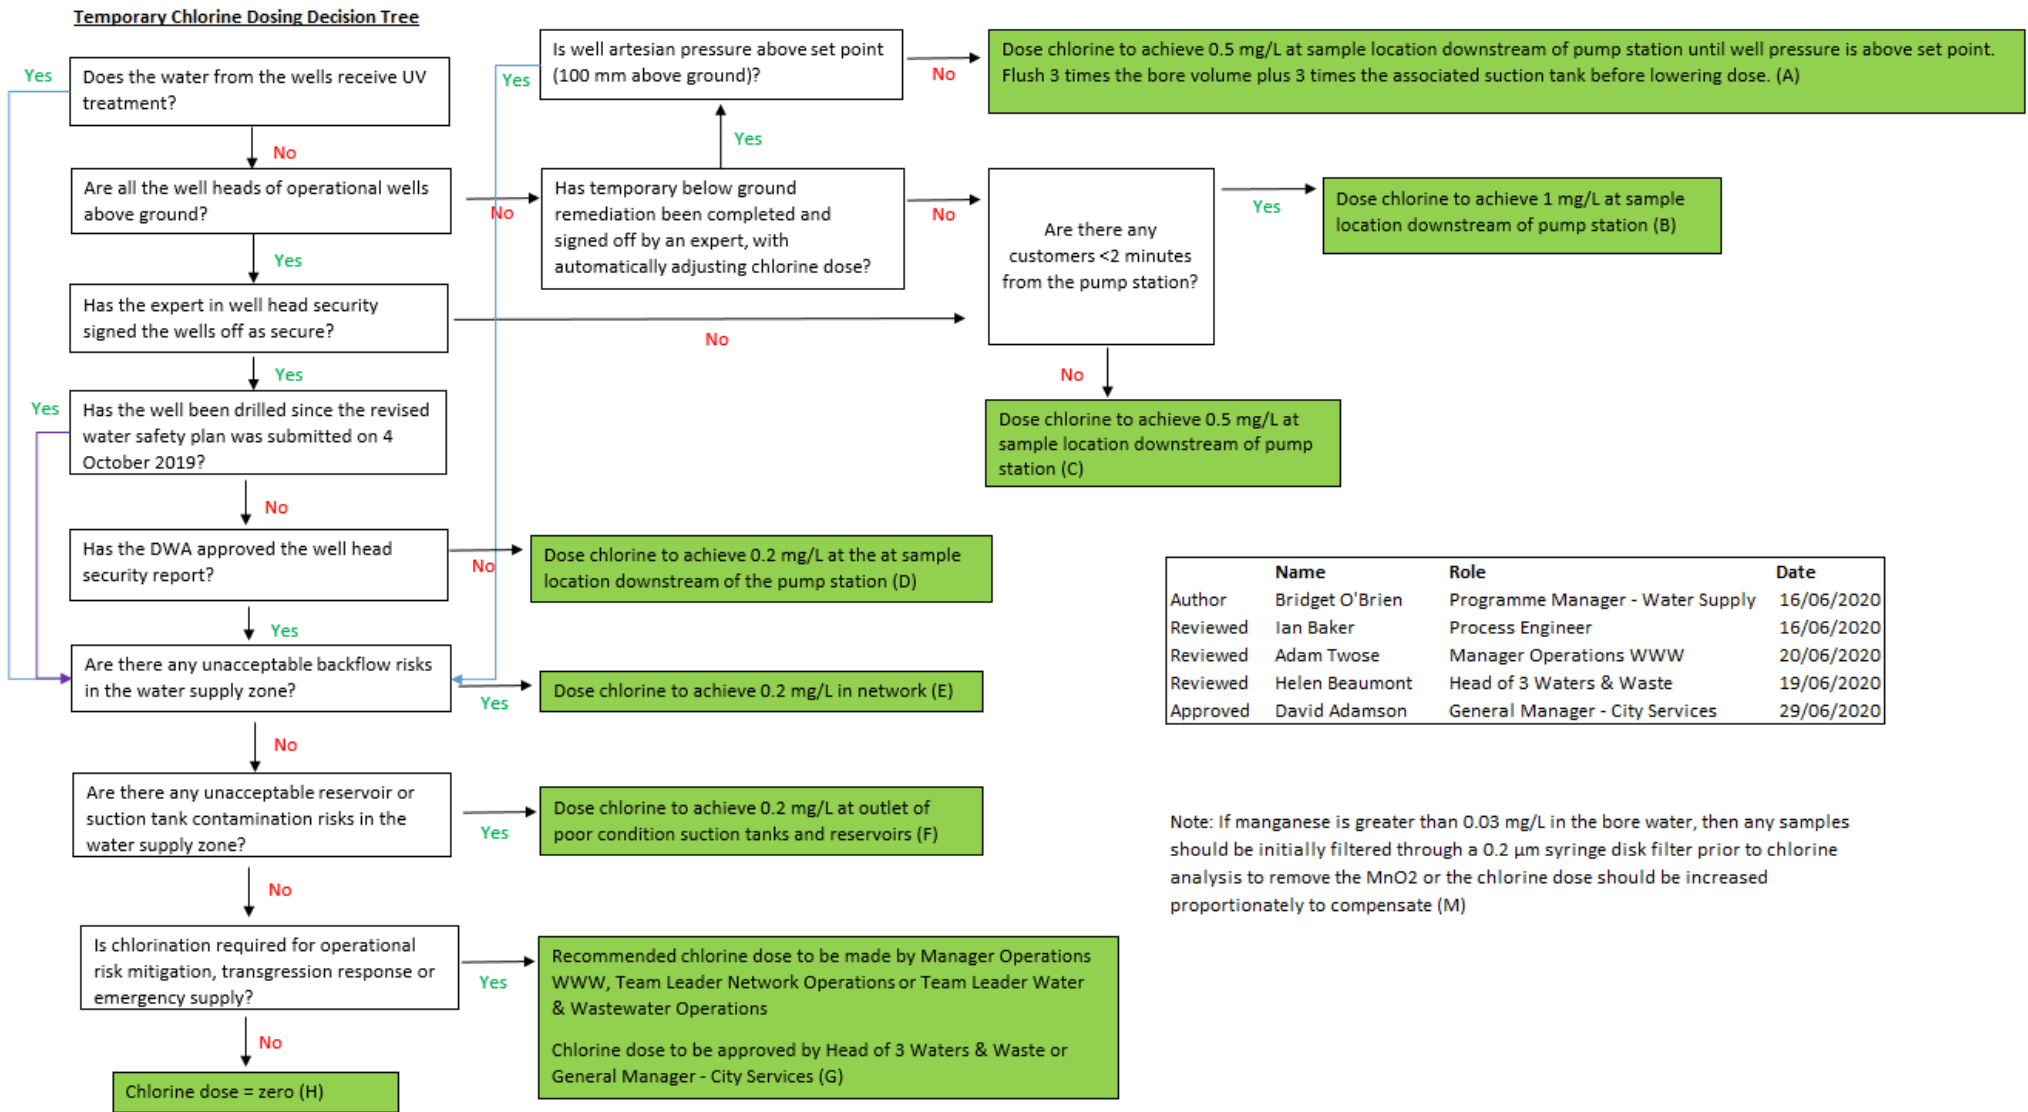 Temporary Chlorine Dosing Decision Tree
Yes
Does the water from the wells receive UV
treatment?
No
Are all the well heads of operational wells
above ground?
No
Yes
Has the expert in well head security
signed the wells off as secure?
No
Yes
Yes
Has the well been drilled since the revised
water safety plan was submitted on 4
October 2019?
No
Has the DWA approved the well head
security report?
No
Yes
Are there any unacceptable backflow risks
in the water supply zone?
Yes
No
Are there any unacceptable reservoir or
suction tank contamination risks in the
water supply zone?
Yes
No
Is chlorination required for operational
risk mitigation, transgression response or
emergency supply?
Yes
No
Chlorine dose = zero (H)
Is well artesian pressure above set point
(100 mm above ground)?
Yes
No
Yes
Has temporary below ground
remediation been completed and
signed off by an expert, with
automatically adjusting chlorine dose?
No
Dose chlorine to achieve 0.5 mg/L at sample location downstream of pump station until well pressure is above set point.
Flush 3 times the bore volume plus 3 times the associated suction tank before lowering dose. (A)
Are there any
customers <2 minutes
from the pump station?
Yes
No
Dose chlorine to achieve 1 mg/L at sample
location downstream of pump station (B)
Dose chlorine to achieve 0.5 mg/L at
sample location downstream of pump
station (C)
Dose chlorine to achieve 0.2 mg/L at the at sample
location downstream of the pump station (D)
Dose chlorine to achieve 0.2 mg/L in network (E)
Dose chlorine to achieve 0.2 mg/L at outlet of
poor condition suction tanks and reservoirs (F)
Recommended chlorine dose to be made by Manager Operations
WWW, Team Leader Network Operations or Team Leader Water
& Wastewater Operations
Chlorine dose to be approved by Head of 3 Waters & Waste or
General Manager - City Services (G)
Name Role Date
Author Bridget O'Brien Programme Manager - Water Supply 16/06/2020
Reviewed Ian Baker Process Engineer 16/06/2020
Reviewed Adam Twose Manager Operations WWW 20/06/2020
Reviewed Helen Beaumont Head of 3 Waters & Waste 19/06/2020
Approved David Adamson General Manager - City Services 29/06/2020
Note: If manganese is greater than 0.03 mg/L in the bore water, then any samples
should be initially filtered through a 0.2 µm syringe disk filter prior to chlorine
analysis to remove the MnO2 or the chlorine dose should be increased
proportionately to compensate (M)